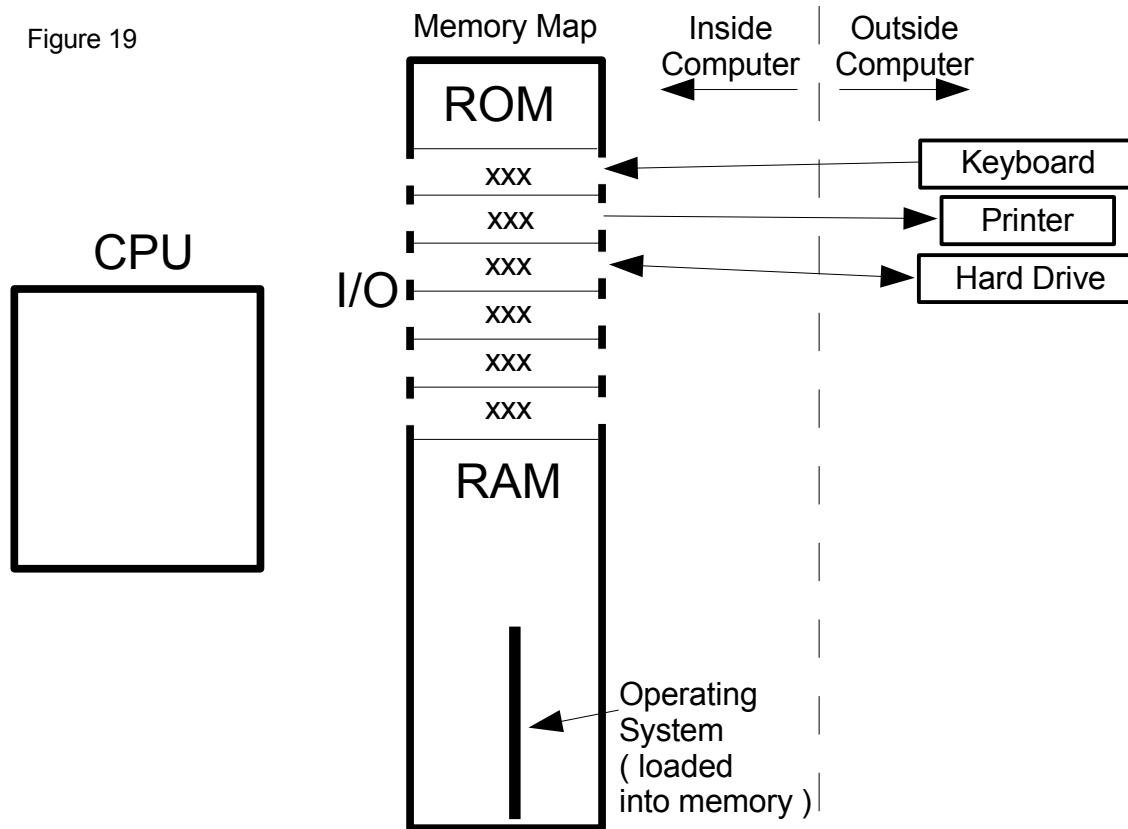 Figure 19
Memory Map
Inside
Computer
Outside
Computer
ROM
xxx
xxx
xxx
xxx
xxx
xxx
RAM
I/O
CPU
Keyboard
Printer
Hard Drive
Operating
System
( loaded
into memory )